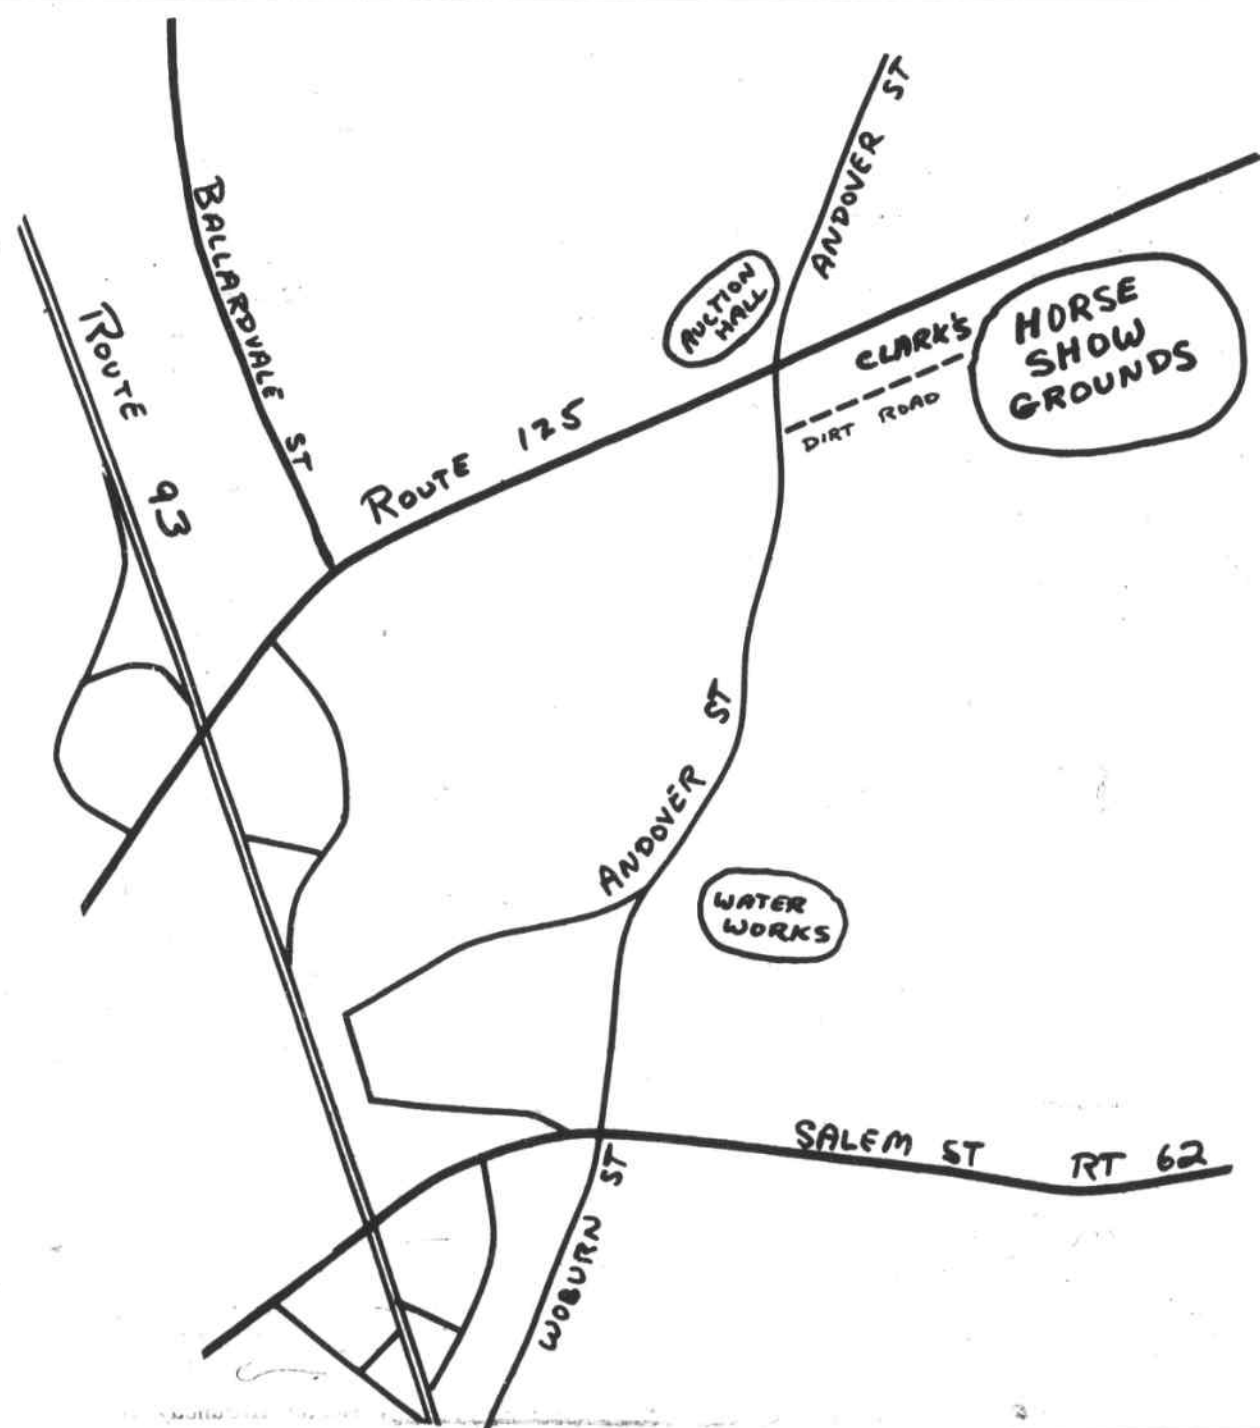 ANDOVER ST
BALLARDVALE ST
ROUTE 93
AUCTION
HALL
CLARK'S
HORSE
SHOW
GROUNDS
DIRT ROAD
ROUTE 125
ANDOVER ST
WATER
WORKS
SALEM ST RT 62
WOBURN ST